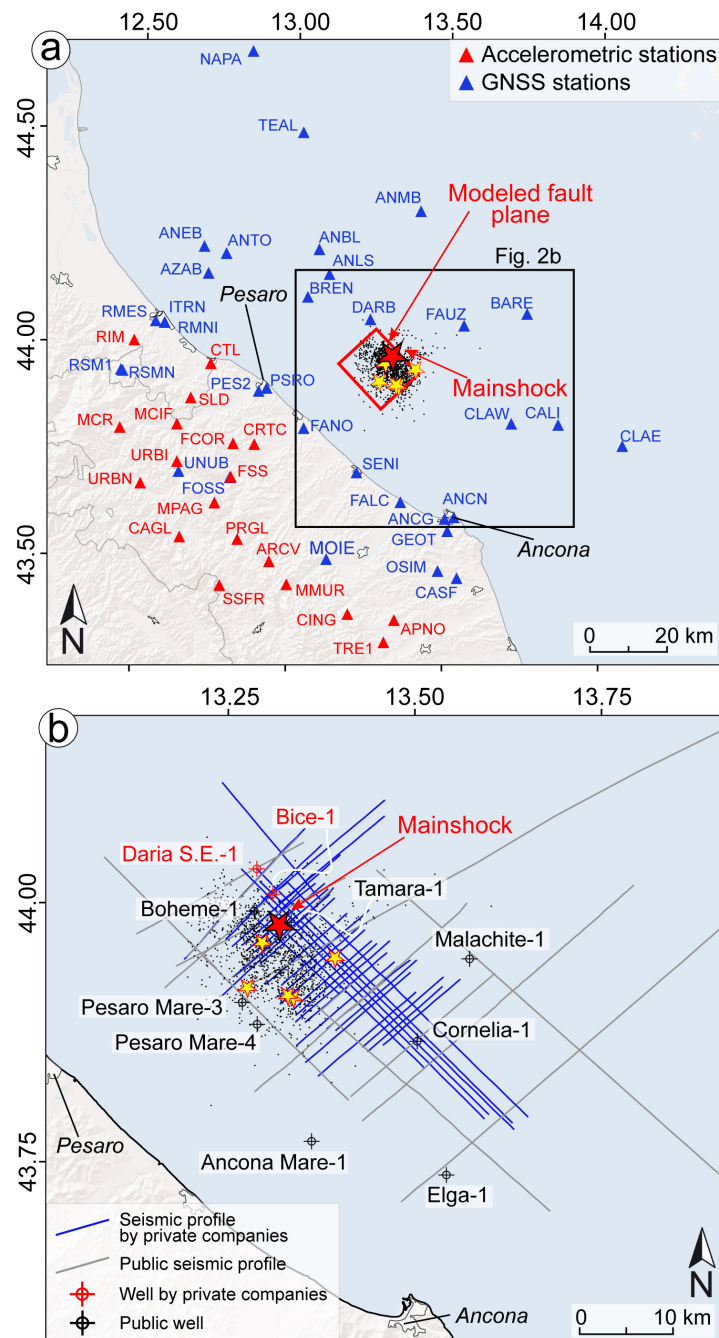 12.50 13.00 13.50 14.00
a
NAPA
Accelerometric stations
GNSS stations
44.50
TEAL
ANMB
Modeled fault
plane
ANEB
ANTO
ANBL
Fig. 2b
AZAB
ANLS
Pesaro
BREN
RMES
ITRN
DARB
FAUZ
BARE
44.00
RIM
RMNI
CTL
Mainshock
RSM1
RSMN
PES2
PSRO
SLD
MCR
MCIF
FCOR
CRTC
FANO
CLAW
CALI
CLAE
URBI
UNUB
FSS
SENI
URBN
FOSS
MPAG
FALC
ANCN
CAGL
PRGL
ANCG
43.50
ARCV
MOIE
GEOT
Ancona
SSFR
MMUR
OSIM
CASF
CING
APNO
TRE1
N
0 20 km
13.25 13.50 13.75
b
Bice-1
Mainshock
Daria S.E.-1
Tamara-1
44.00
Boheme-1
Malachite-1
Pesaro Mare-3
Pesaro Mare-4
Cornelia-1
Pesaro
43.75
Ancona Mare-1
Elga-1
Seismic profile
by private companies
Public seismic profile
Well by private companies
Public well
Ancona
N
0 10 km